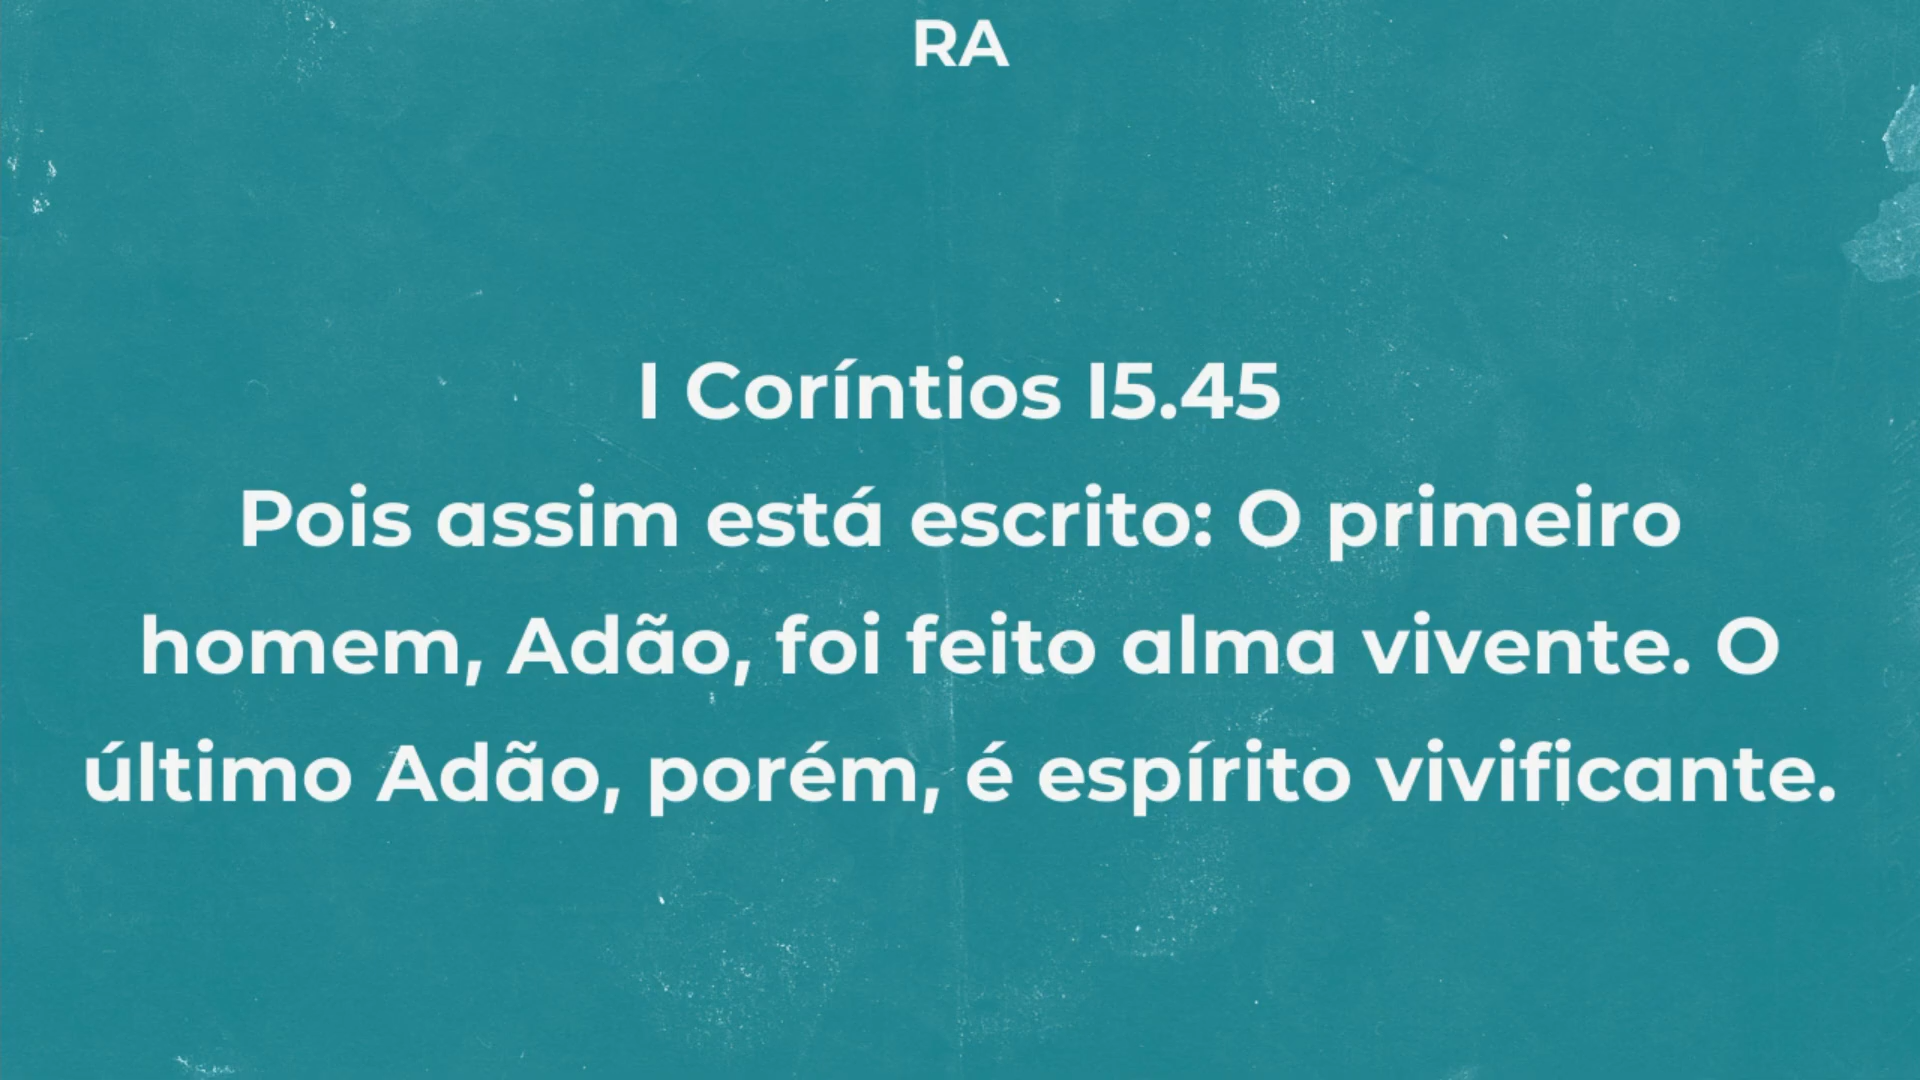 RA
I Coríntios I5.45
Pois assim está escrito: O primeiro
homem, Adão, foi feito alma vivente. O
último Adão, porém, é espírito vivificante.